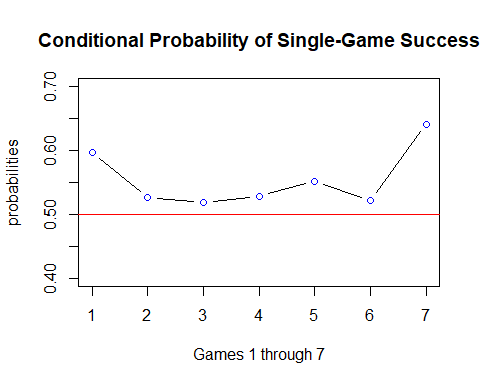 Conditional Probability of Single-Game Success
probabilities
0.70
0.60
0.50
0.40
1 2 3 4 5 6 7
Games 1 through 7